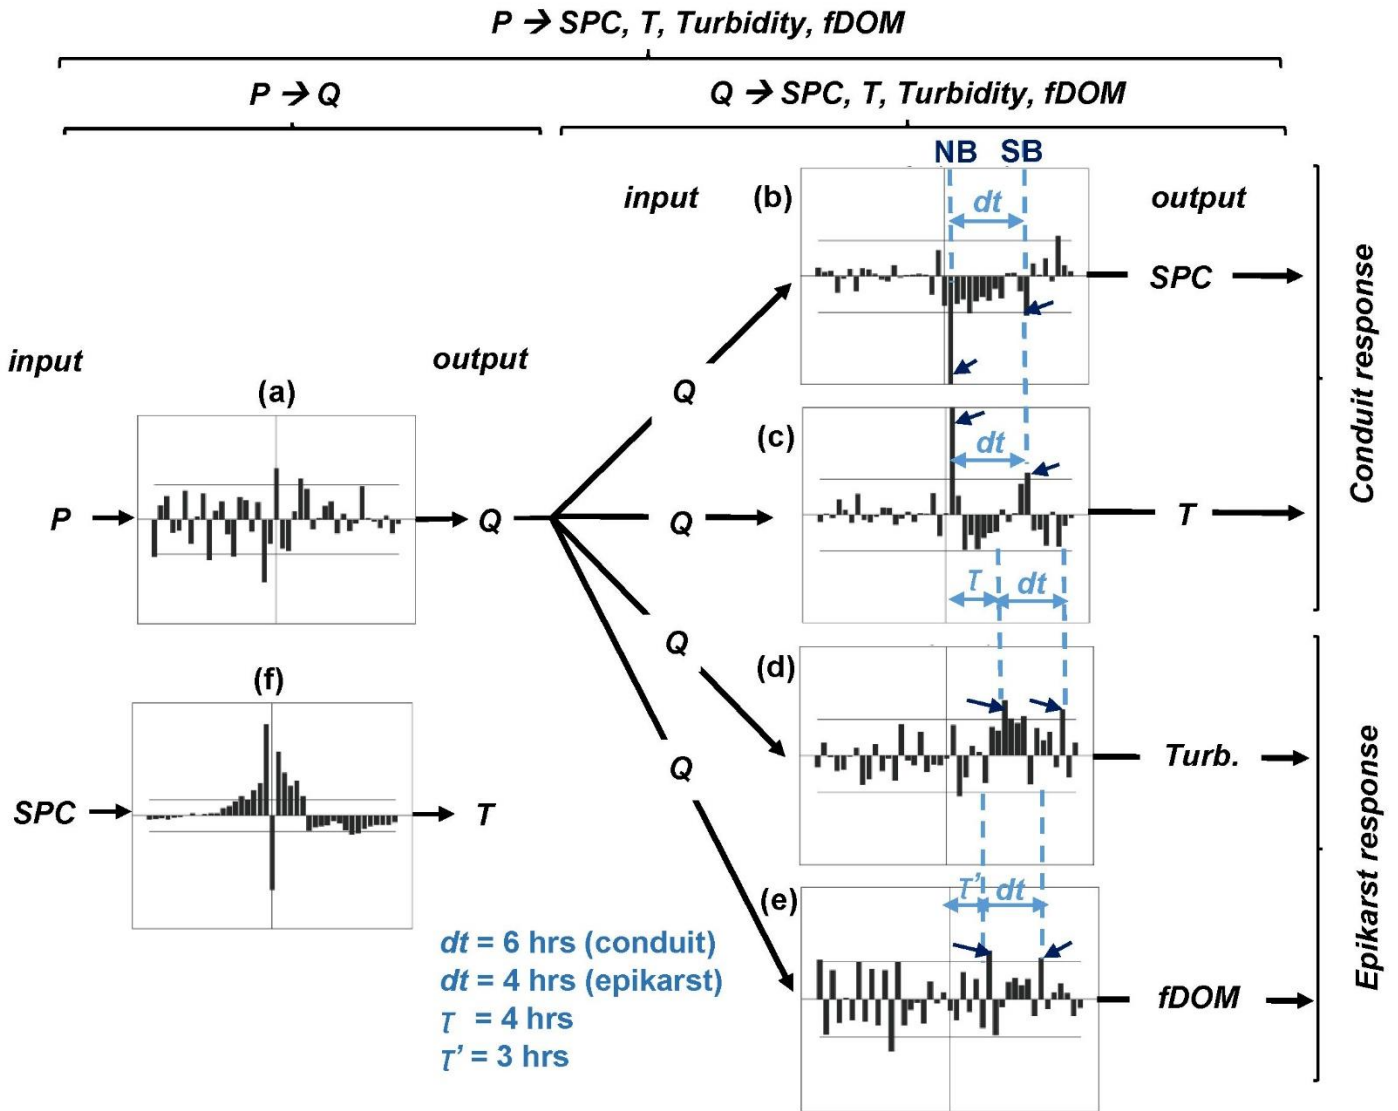 P → SPC, T, Turbidity, fDOM
P → Q
Q → SPC, T, Turbidity, fDOM
NB SB
input
(b)
dt
output
SPC
Q
input
output
(a)
P
Q
(c)
dt
Q
T
τ
dt
Conduit response
Q
(d)
Turb.
(f)
SPC
T
Q
(e)
τ' dt
fDOM
Epikarst response
dt = 6 hrs (conduit)
dt = 4 hrs (epikarst)
τ = 4 hrs
τ' = 3 hrs